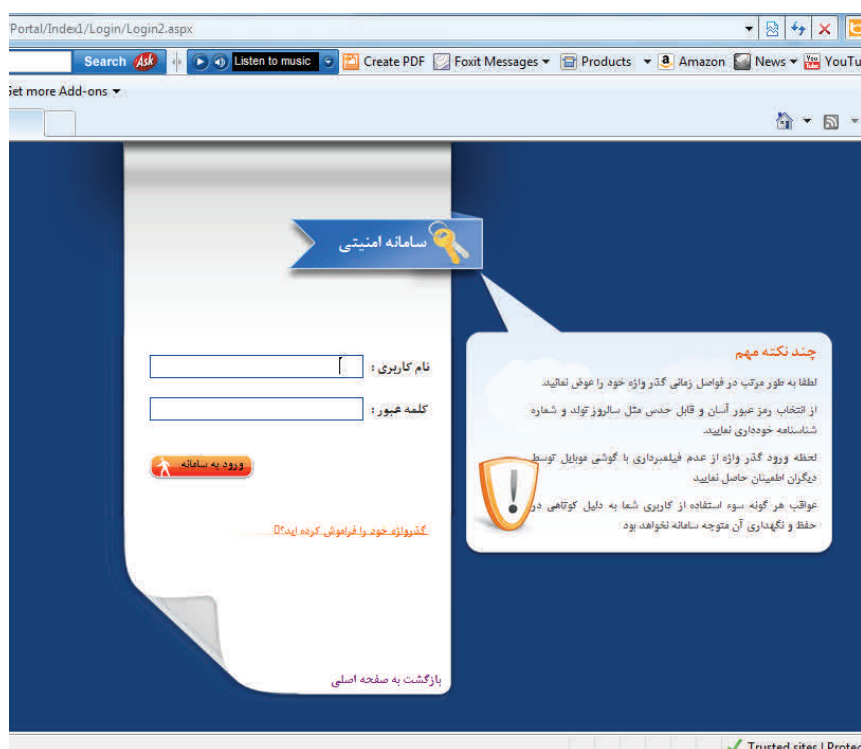 Portal/Index1/Login/Login2.aspx
Search Ask Listen to music Create PDF Foxit Messages Products Amazon News YouTu
Get more Add-ons
سامانه امنیتی
نام کاربری :
کلمه عبور :
ورود به سامانه
گذرواژه خود را فراموش کرده اید؟
بازگشت به صفحه اصلی
چند نکته مهم
لطفا به طور مرتب در فواصل زمانی گذر واژه خود را عوض نمائید.
از انتخاب رمز عبور آسان و قابل حدس مثل سالروز تولد و شماره
شناسنامه خودداری نمایید.
لحظه ورود گذر واژه از عدم فیلمبرداری با گوشی موبایل توسط
دیگران اطمینان حاصل نمایید
عواقب هر گونه سوء استفاده از کاربری شما به دلیل کوتاهی در
حفظ و نگهداری آن متوجه سامانه نخواهد بود
Trusted sites | Protec